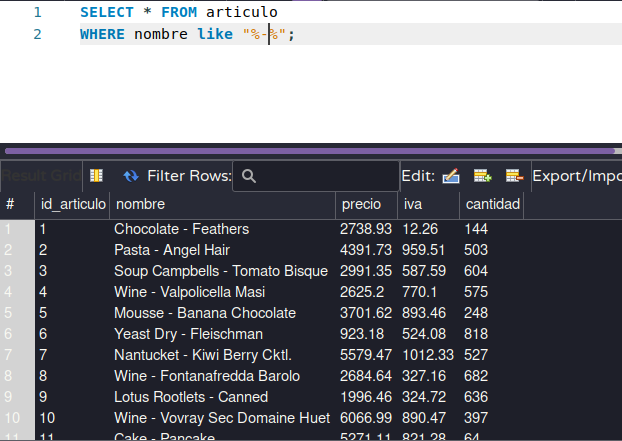 1 SELECT * FROM articulo
2 WHERE nombre like "%-%";
Result Grid Filter Rows: Edit: Export/Impo
# id_articulo nombre precio iva cantidad
1 1 Chocolate - Feathers 2738.93 12.26 144
2 2 Pasta - Angel Hair 4391.73 959.51 503
3 3 Soup Campbells - Tomato Bisque 2991.35 587.59 604
4 4 Wine - Valpolicella Masi 2625.2 770.1 575
5 5 Mousse - Banana Chocolate 3701.62 893.46 248
6 6 Yeast Dry - Fleischman 923.18 524.08 818
7 7 Nantucket - Kiwi Berry Cktl. 5579.47 1012.33 527
8 8 Wine - Fontanafredda Barolo 2684.64 327.16 682
9 9 Lotus Rootlets - Canned 1996.46 324.72 636
10 10 Wine - Vovray Sec Domaine Huet 6066.99 890.47 397
11 11 Cake - Pancake 5271.11 821.28 64